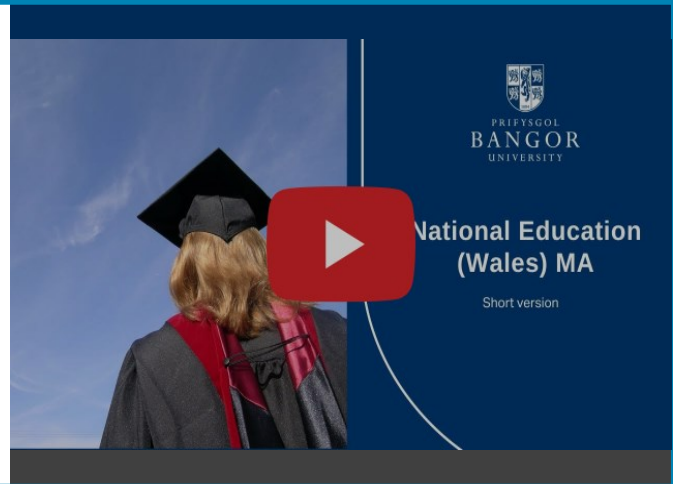 PRIFYSGOL
BANGOR
UNIVERSITY
National Education
(Wales) MA
Short version